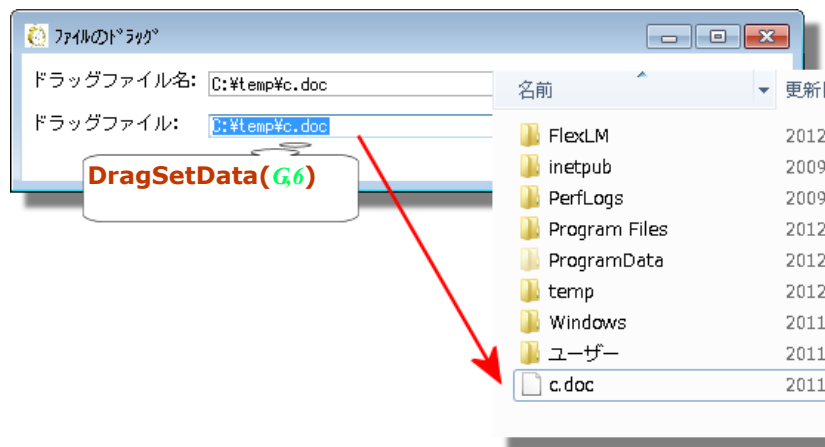 ﾌｧｲﾙのﾄﾞﾗｯｸﾞ
ドラッグファイル名: C:¥temp¥c.doc
ドラッグファイル: C:¥temp¥c.doc
DragSetData(G,6)
名前 更新
FlexLM 2012
inetpub 2009
PerfLogs 2009
Program Files 2012
ProgramData 2012
temp 2012
Windows 2011
ユーザー 2011
c.doc 2011